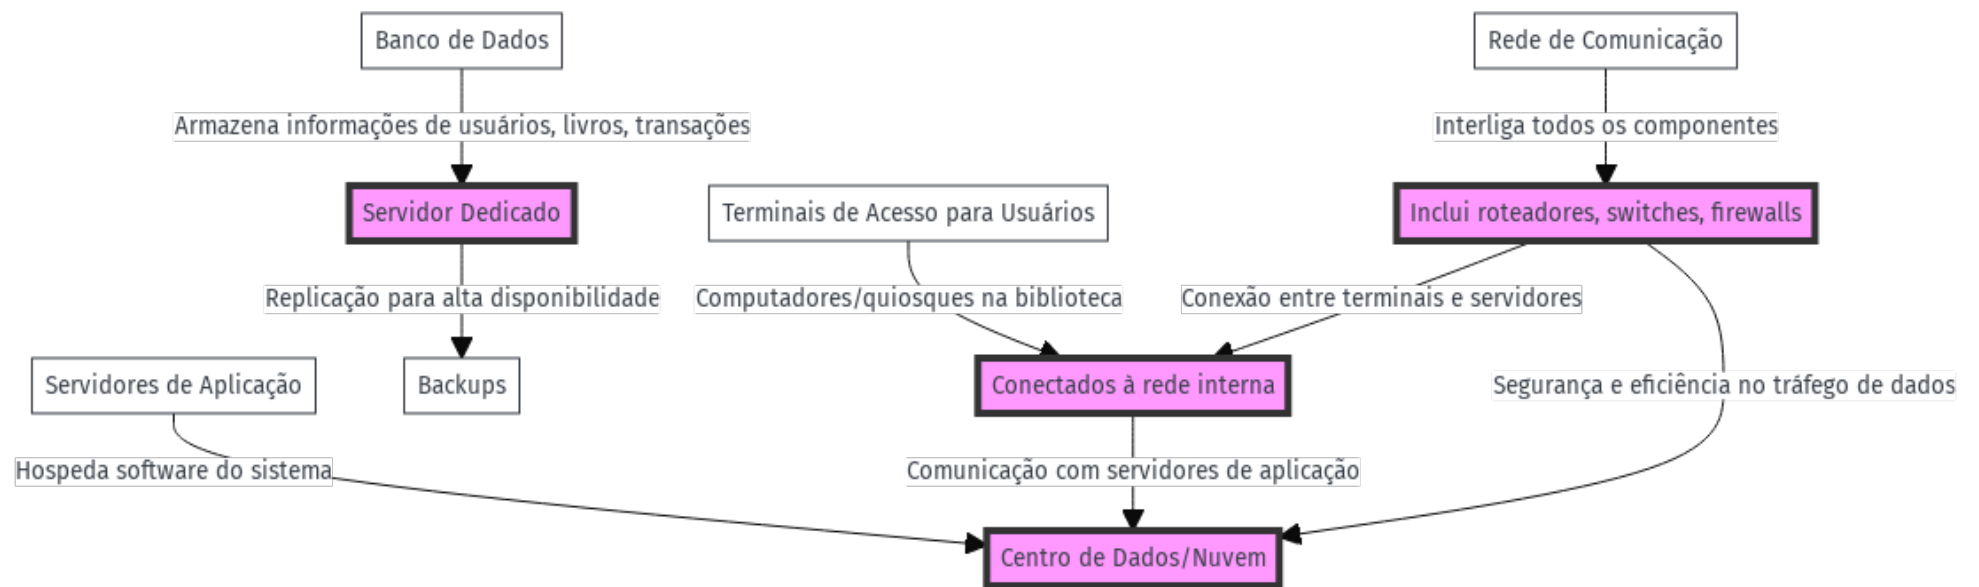 Banco de Dados
Rede de Comunicação
Armazena informações de usuários, livros, transações
Interliga todos os componentes
Servidor Dedicado
Terminais de Acesso para Usuários
Inclui roteadores, switches, firewalls
Replicação para alta disponibilidade
Computadores/quiosques na biblioteca
Conexão entre terminais e servidores
Servidores de Aplicação
Backups
Conectados à rede interna
Segurança e eficiência no tráfego de dados
Hospeda software do sistema
Comunicação com servidores de aplicação
Centro de Dados/Nuvem